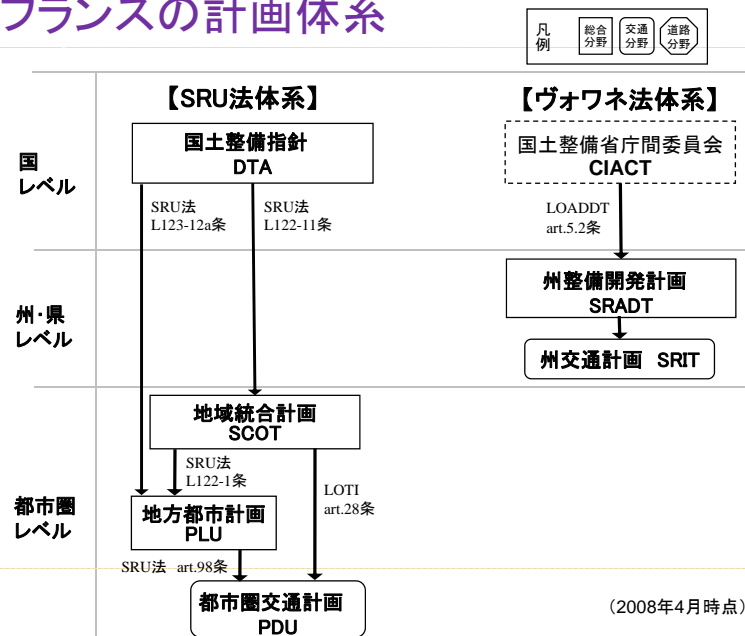 フランスの計画体系
凡例
総合分野
交通分野
道路分野
【SRU法体系】
【ヴォワネ法体系】
国レベル
国土整備指針
DTA
国土整備省庁間委員会
CIACT
SRU法
L123-12a条
SRU法
L122-11条
LOADDT
art.5.2条
州・県レベル
州整備開発計画
SRADT
州交通計画 SRIT
都市圏レベル
地域統合計画
SCOT
SRU法
L122-1条
LOTI
art.28条
地方都市計画
PLU
SRU法 art.98条
都市圏交通計画
PDU
（2008年4月時点）